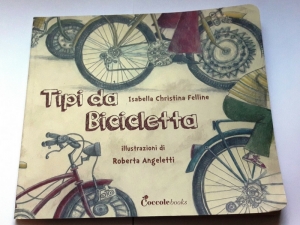 Tipi da
Isabella Christina Felline
Bicicletta
illustrazioni di
Roberta Angeletti
Coccole books